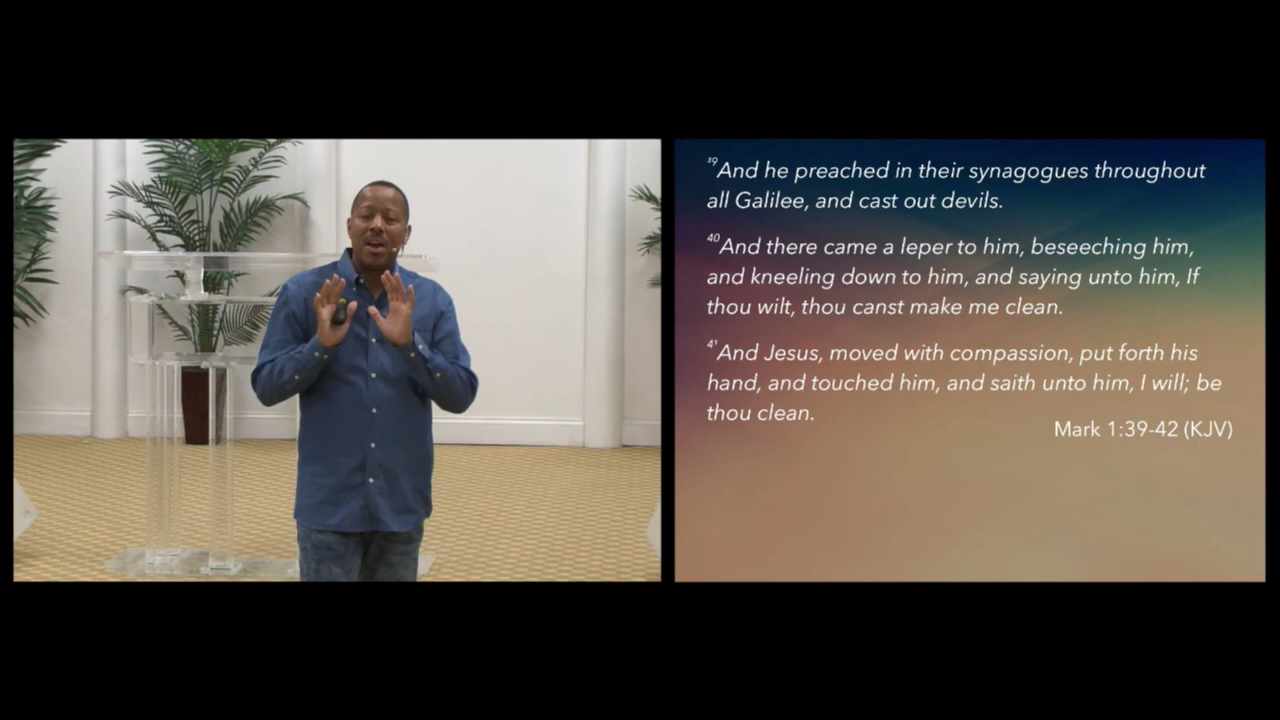 ³9And he preached in their synagogues throughout
all Galilee, and cast out devils.
40And there came a leper to him, beseeching him,
and kneeling down to him, and saying unto him, If
thou wilt, thou canst make me clean.
41And Jesus, moved with compassion, put forth his
hand, and touched him, and saith unto him, I will; be
thou clean.
Mark 1:39-42 (KJV)